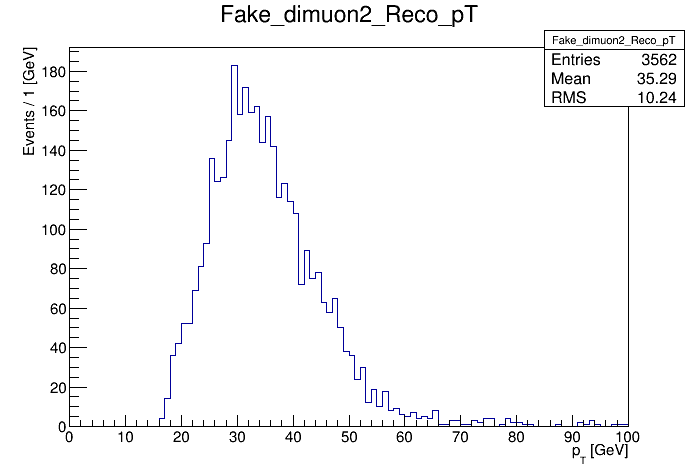 Fake_dimuon2_Reco_pT
Fake_dimuon2_Reco_pT
Entries 3562
Mean 35.29
RMS 10.24
Events / 1 [GeV]
180
160
140
120
100
80
60
40
20
0
0 10 20 30 40 50 60 70 80 90 100
p_T [GeV]